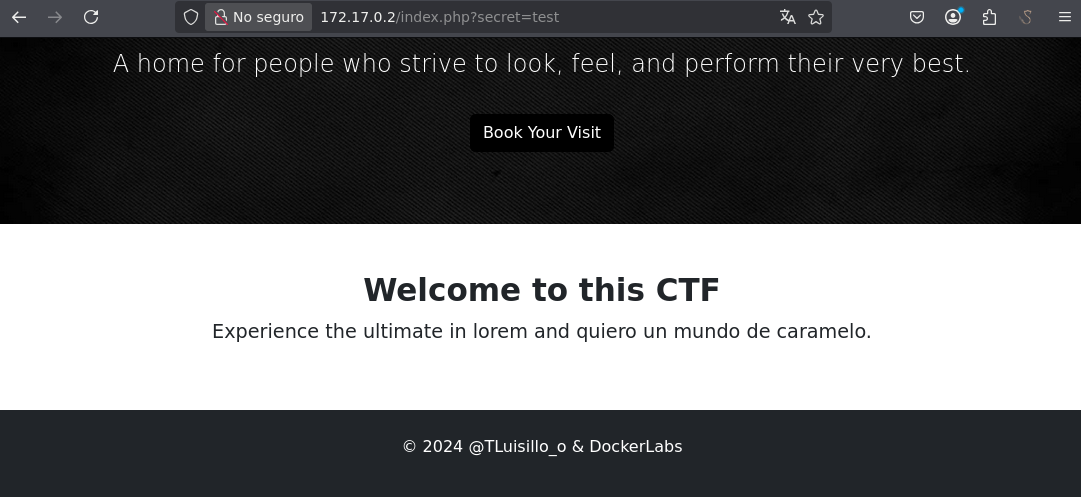 No seguro
172.17.0.2/index.php?secret=test
A home for people who strive to look, feel, and perform their very best.
Book Your Visit
Welcome to this CTF
Experience the ultimate in lorem and quiero un mundo de caramelo.
© 2024 @TLuisillo_o & DockerLabs